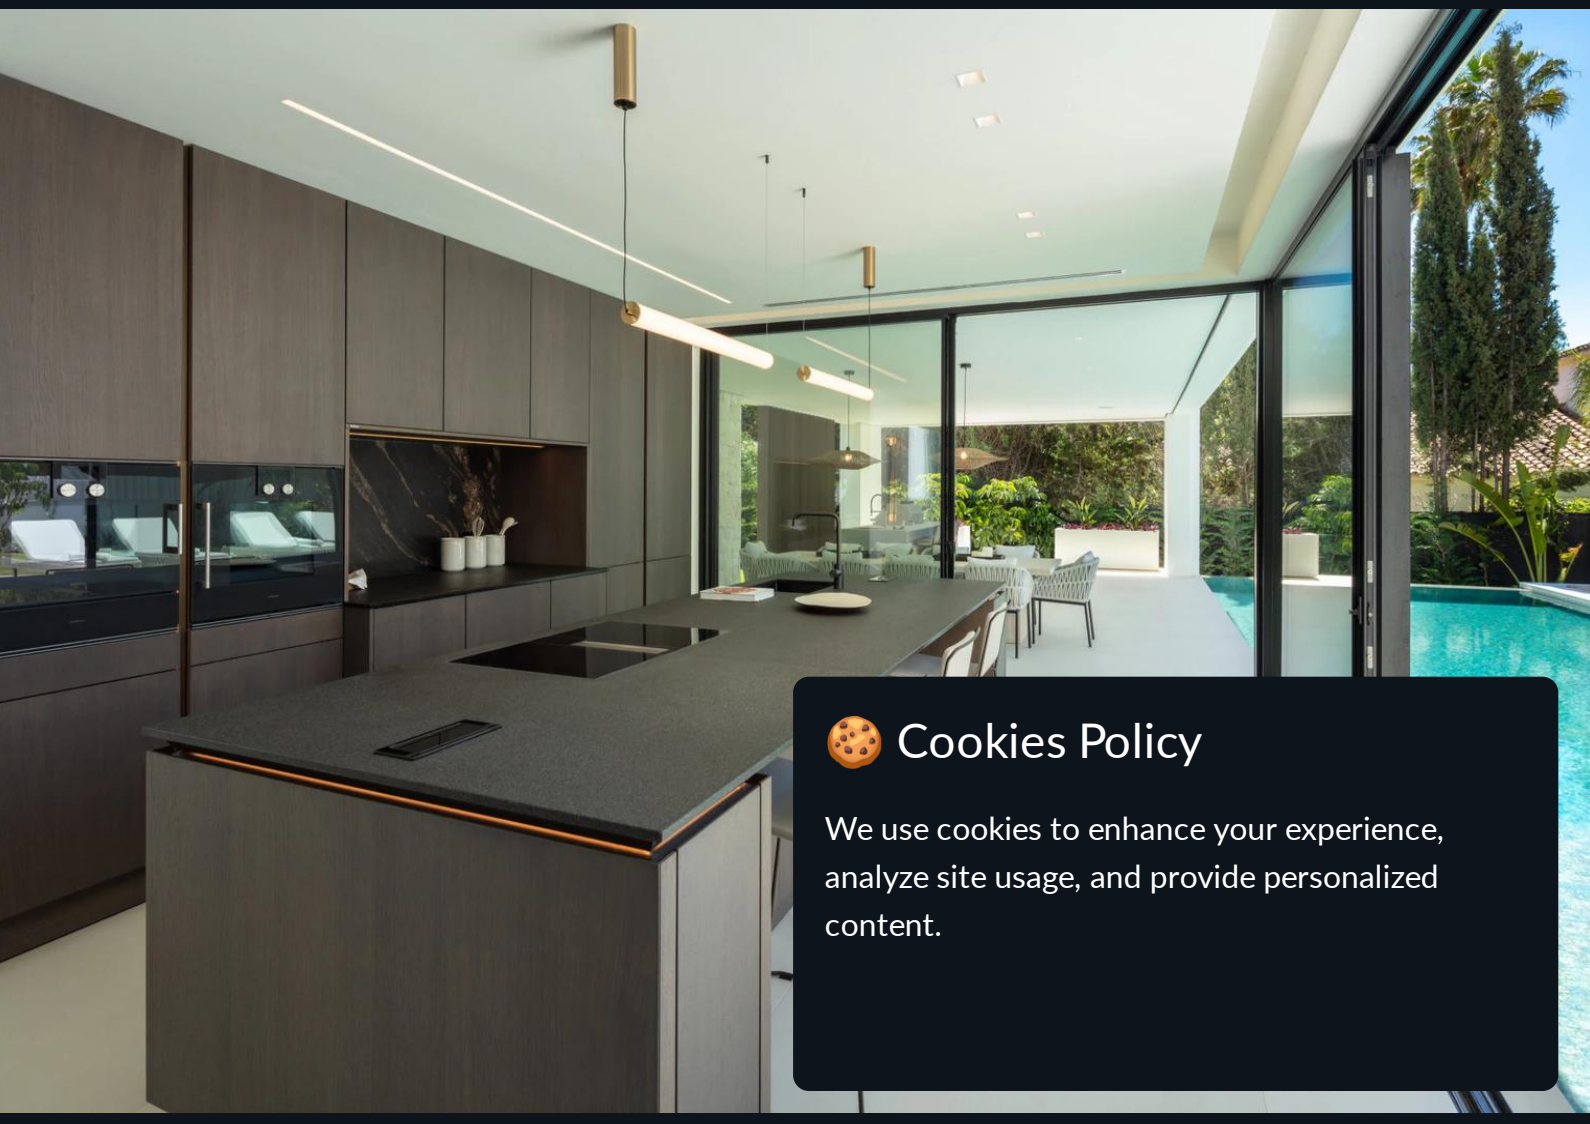 🍪 Cookies Policy
We use cookies to enhance your experience,
analyze site usage, and provide personalized
content.